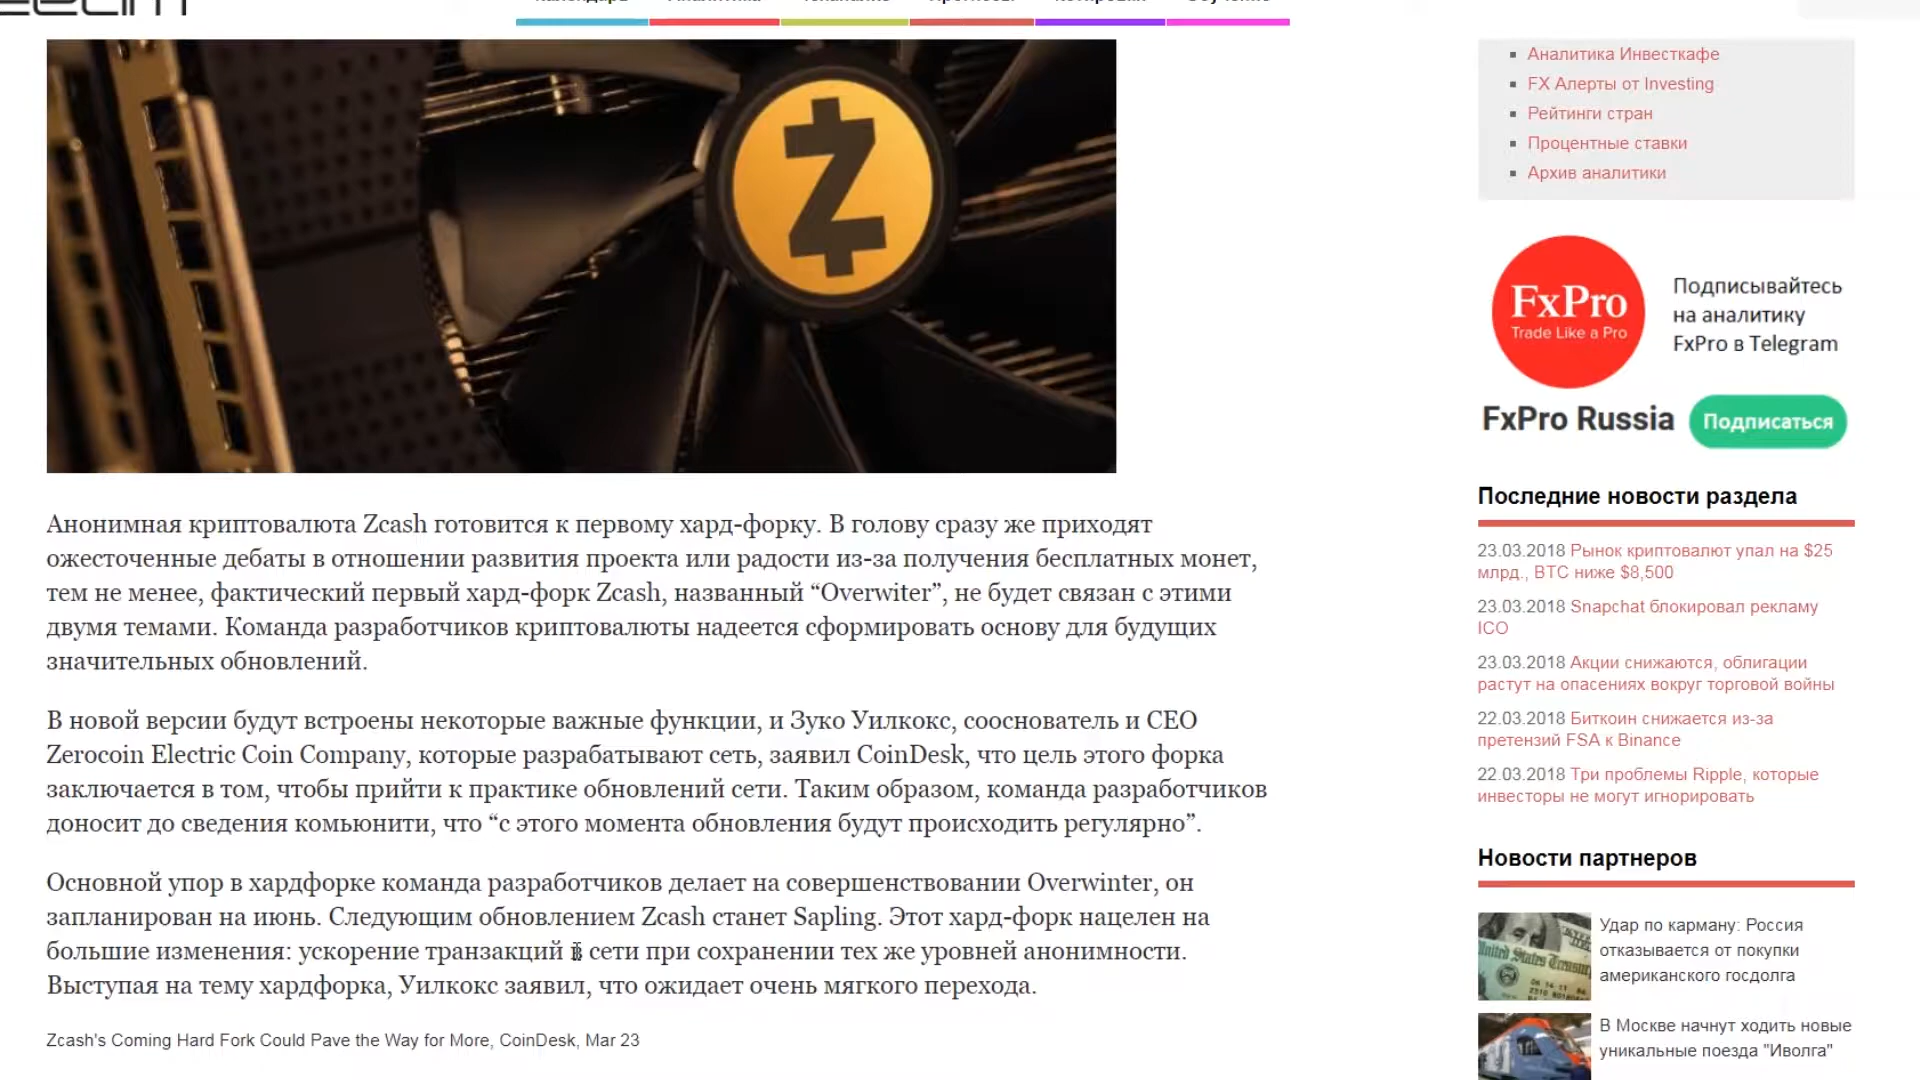 Аналитика Инвесткафе
FX Алерты от Investing
Рейтинги стран
Процентные ставки
Архив аналитики
FxPro
Trade Like a Pro
Подписывайтесь
на аналитику
FxPro в Telegram
FxPro Russia
Подписаться
Анонимная криптовалюта Zcash готовится к первому хард-форку. В голову сразу же приходят
ожесточенные дебаты в отношении развития проекта или радости из-за получения бесплатных монет,
тем не менее, фактический первый хард-форк Zcash, названный “Overwiter”, не будет связан с этими
двумя темами. Команда разработчиков криптовалюты надеется сформировать основу для будущих
значительных обновлений.
В новой версии будут встроены некоторые важные функции, и Зуко Уилкокс, сооснователь и CEO
Zerocoin Electric Coin Company, которые разрабатывают сеть, заявил CoinDesk, что цель этого форка
заключается в том, чтобы прийти к практике обновлений сети. Таким образом, команда разработчиков
доносит до сведения комьюнити, что “с этого момента обновления будут происходить регулярно”.
Основной упор в хардфорке команда разработчиков делает на совершенствовании Overwinter, он
запланирован на июнь. Следующим обновлением Zcash станет Sapling. Этот хард-форк нацелен на
большие изменения: ускорение транзакций в сети при сохранении тех же уровней анонимности.
Выступая на тему хардфорка, Уилкокс заявил, что ожидает очень мягкого перехода.
Zcash's Coming Hard Fork Could Pave the Way for More, CoinDesk, Mar 23
Последние новости раздела
23.03.2018 Рынок криптовалют упал на $25
млрд., BTC ниже $8,500
23.03.2018 Snapchat блокировал рекламу
ICO
23.03.2018 Акции снижаются, облигации
растут на опасениях вокруг торговой войны
22.03.2018 Биткоин снижается из-за
претензий FSA к Binance
22.03.2018 Три проблемы Ripple, которые
инвесторы не могут игнорировать
Новости партнеров
Удар по карману: Россия
отказывается от покупки
американского госдолга
В Москве начнут ходить новые
уникальные поезда "Иволга"